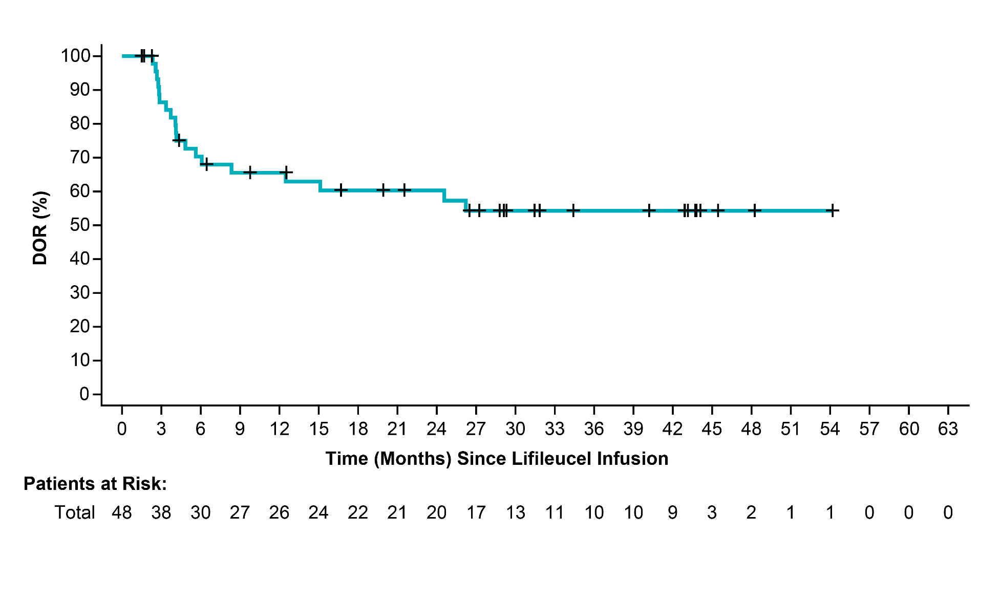 100
90
80
70
60
50
40
30
20
10
0
DOR (%)
0 3 6 9 12 15 18 21 24 27 30 33 36 39 42 45 48 51 54 57 60 63
Time (Months) Since Lifileucel Infusion
Patients at Risk:
Total 48 38 30 27 26 24 22 21 20 17 13 11 10 10 9 3 2 1 1 0 0 0